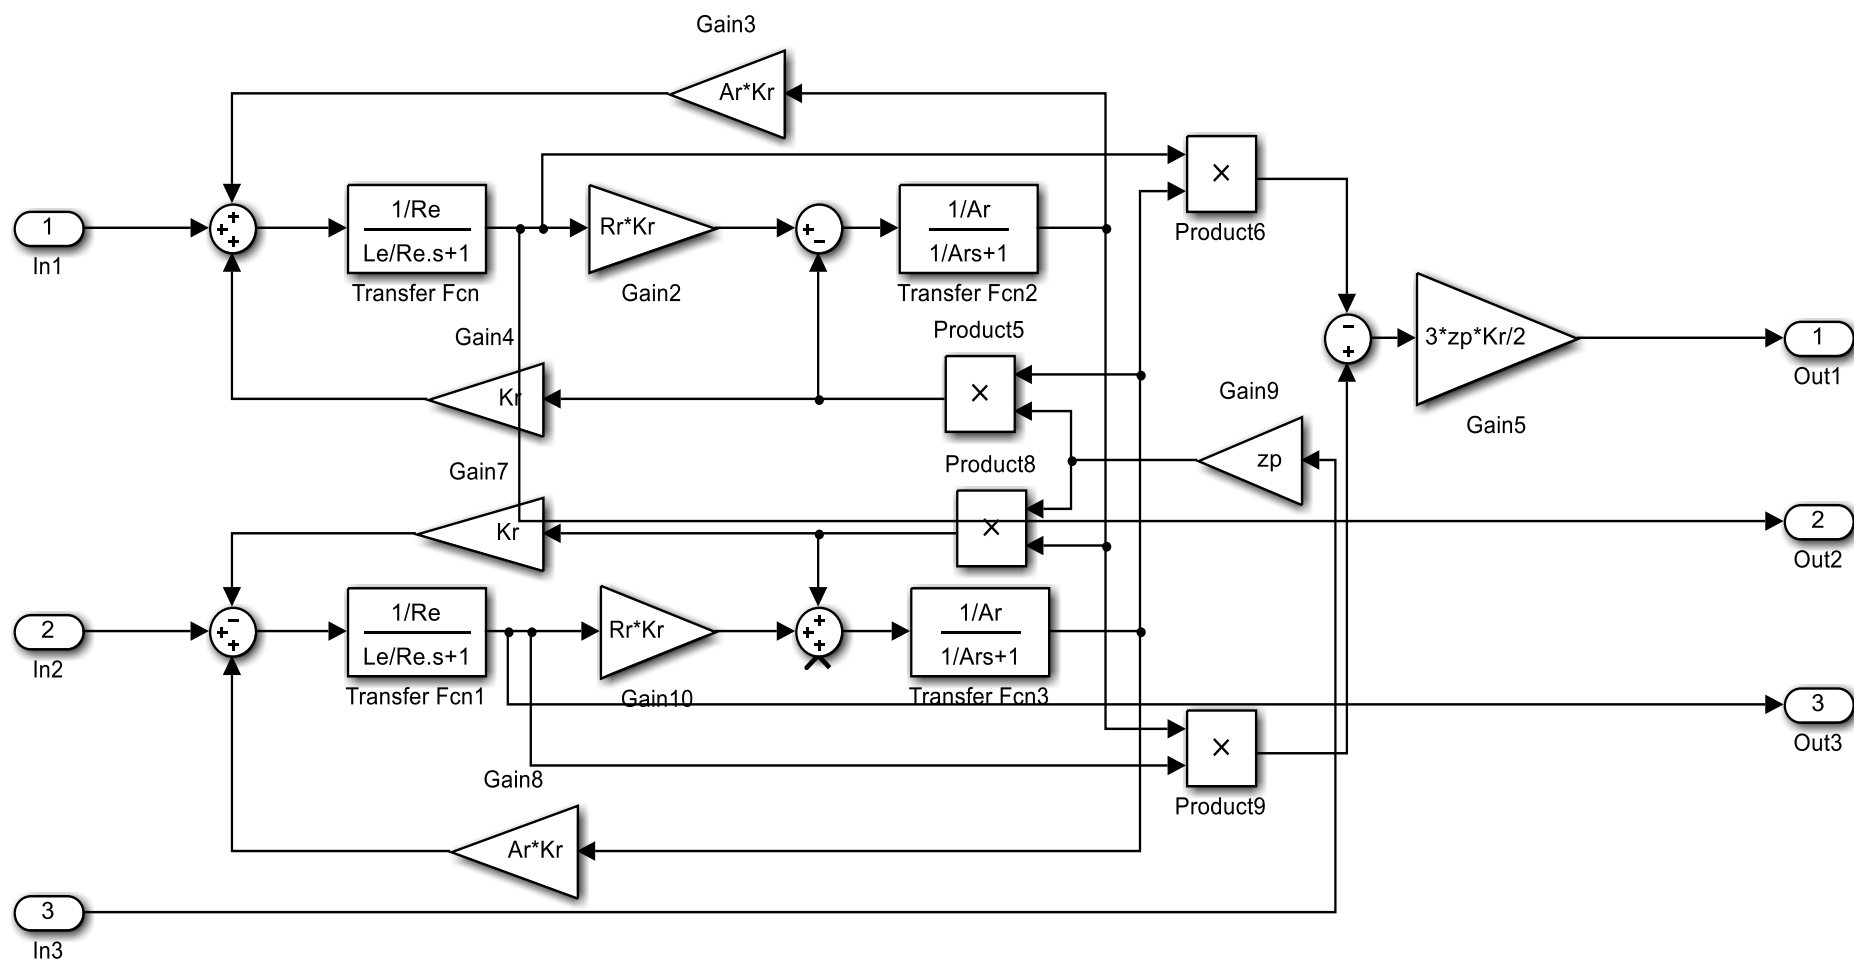 Gain3
Ar*Kr
1
In1
+
+
+
1/Re
Le/Re.s+1
Transfer Fcn
Rr*Kr
Gain2
+
−
1/Ar
1/Ars+1
Transfer Fcn2
×
Product6
Gain4
Kr
Product5
×
−
+
3*zp*Kr/2
Gain5
1
Out1
Gain9
zp
Gain7
Kr
Product8
×
2
Out2
2
In2
−
+
+
1/Re
Le/Re.s+1
Transfer Fcn1
Rr*Kr
Gain10
+
+
+
1/Ar
1/Ars+1
Transfer Fcn3
3
Out3
×
Product9
Gain8
Ar*Kr
3
In3